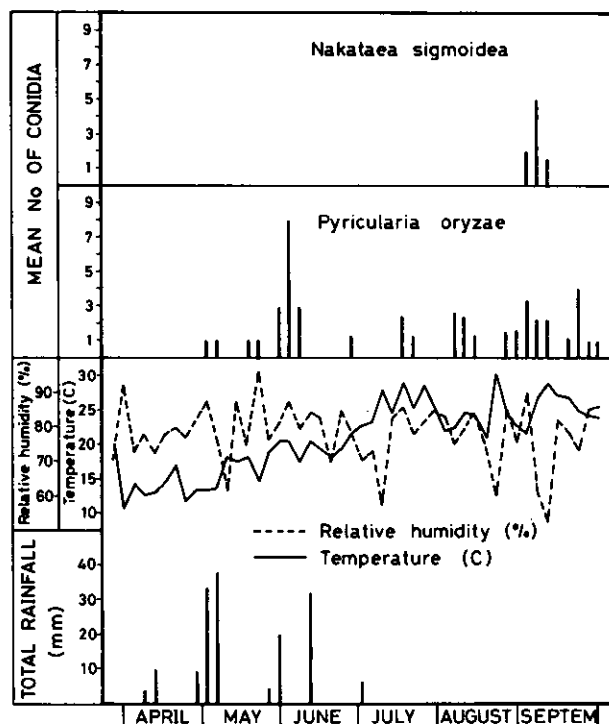 MEAN No OF CONIDIA
9
7
5
3
1
Nakataea sigmoidea
9
7
5
3
1
Pyricularia oryzae
Relative humidity (%)
90
80
70
60
Temperature (C)
30
25
20
15
10
Relative humidity (%)
Temperature (C)
TOTAL RAINFALL
(mm)
40
30
20
10
APRIL MAY JUNE JULY AUGUST SEPTEM